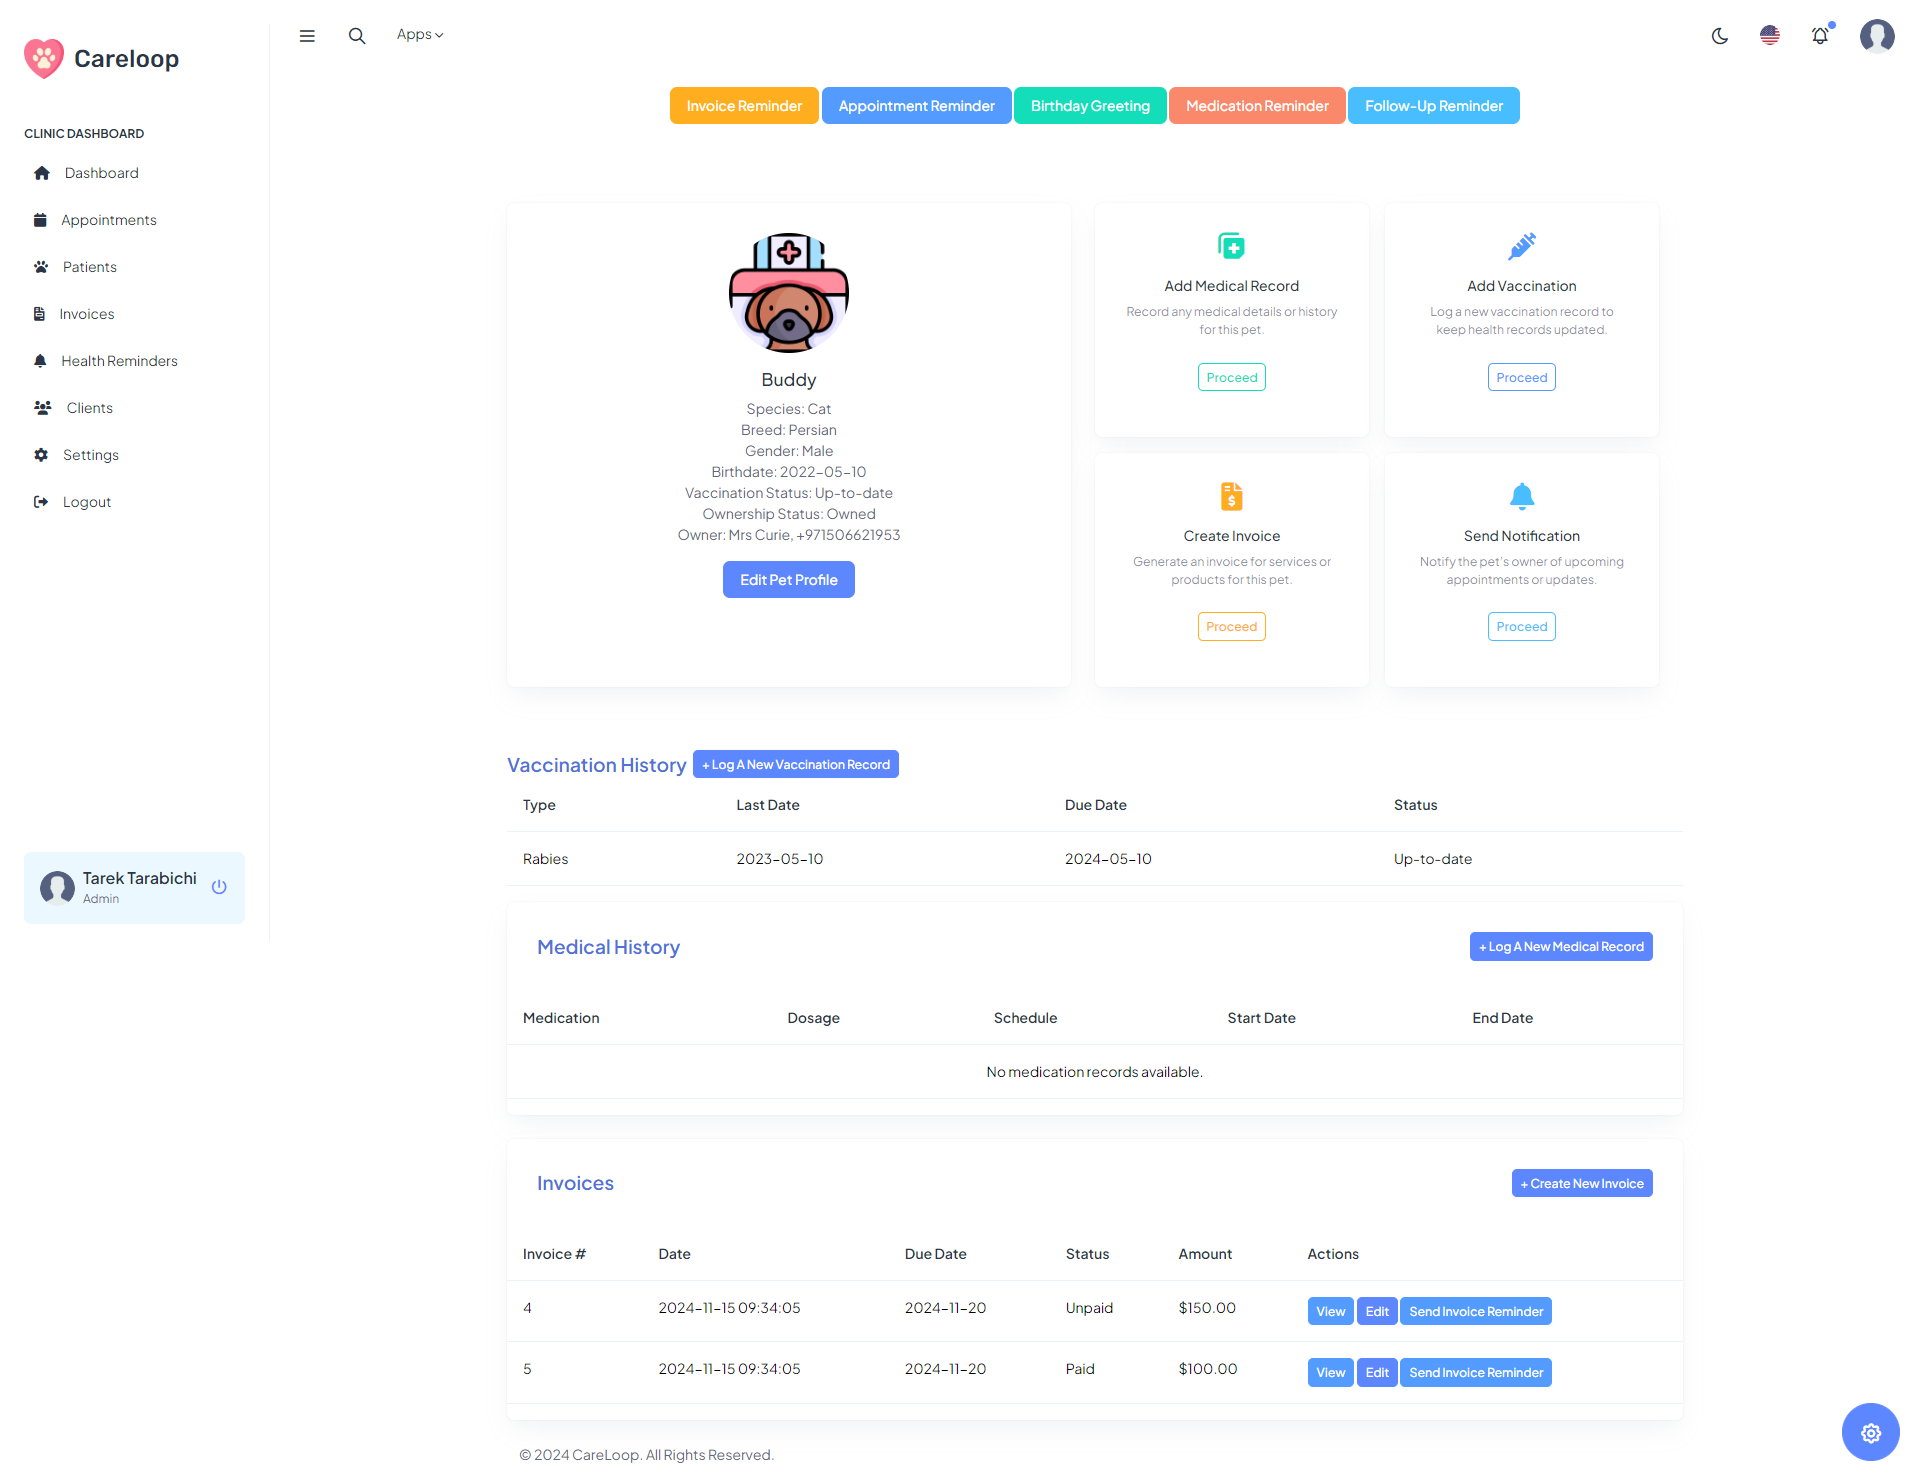 Careloop
Apps
Invoice Reminder
Appointment Reminder
Birthday Greeting
Medication Reminder
Follow-Up Reminder
CLINIC DASHBOARD
Dashboard
Appointments
Patients
Invoices
Health Reminders
Clients
Settings
Logout
Tarek Tarabichi
Admin
Buddy
Species: Cat
Breed: Persian
Gender: Male
Birthdate: 2022-05-10
Vaccination Status: Up-to-date
Ownership Status: Owned
Owner: Mrs Curie, +971506621953
Edit Pet Profile
Add Medical Record
Record any medical details or history
for this pet.
Proceed
Add Vaccination
Log a new vaccination record to
keep health records updated.
Proceed
Create Invoice
Generate an invoice for services or
products for this pet.
Proceed
Send Notification
Notify the pet's owner of upcoming
appointments or updates.
Proceed
Vaccination History + Log A New Vaccination Record
Type Last Date Due Date Status
Rabies 2023-05-10 2024-05-10 Up-to-date
Medical History + Log A New Medical Record
Medication Dosage Schedule Start Date End Date
No medication records available.
Invoices + Create New Invoice
Invoice # Date Due Date Status Amount Actions
4 2024-11-15 09:34:05 2024-11-20 Unpaid $150.00 View Edit Send Invoice Reminder
5 2024-11-15 09:34:05 2024-11-20 Paid $100.00 View Edit Send Invoice Reminder
© 2024 CareLoop. All Rights Reserved.